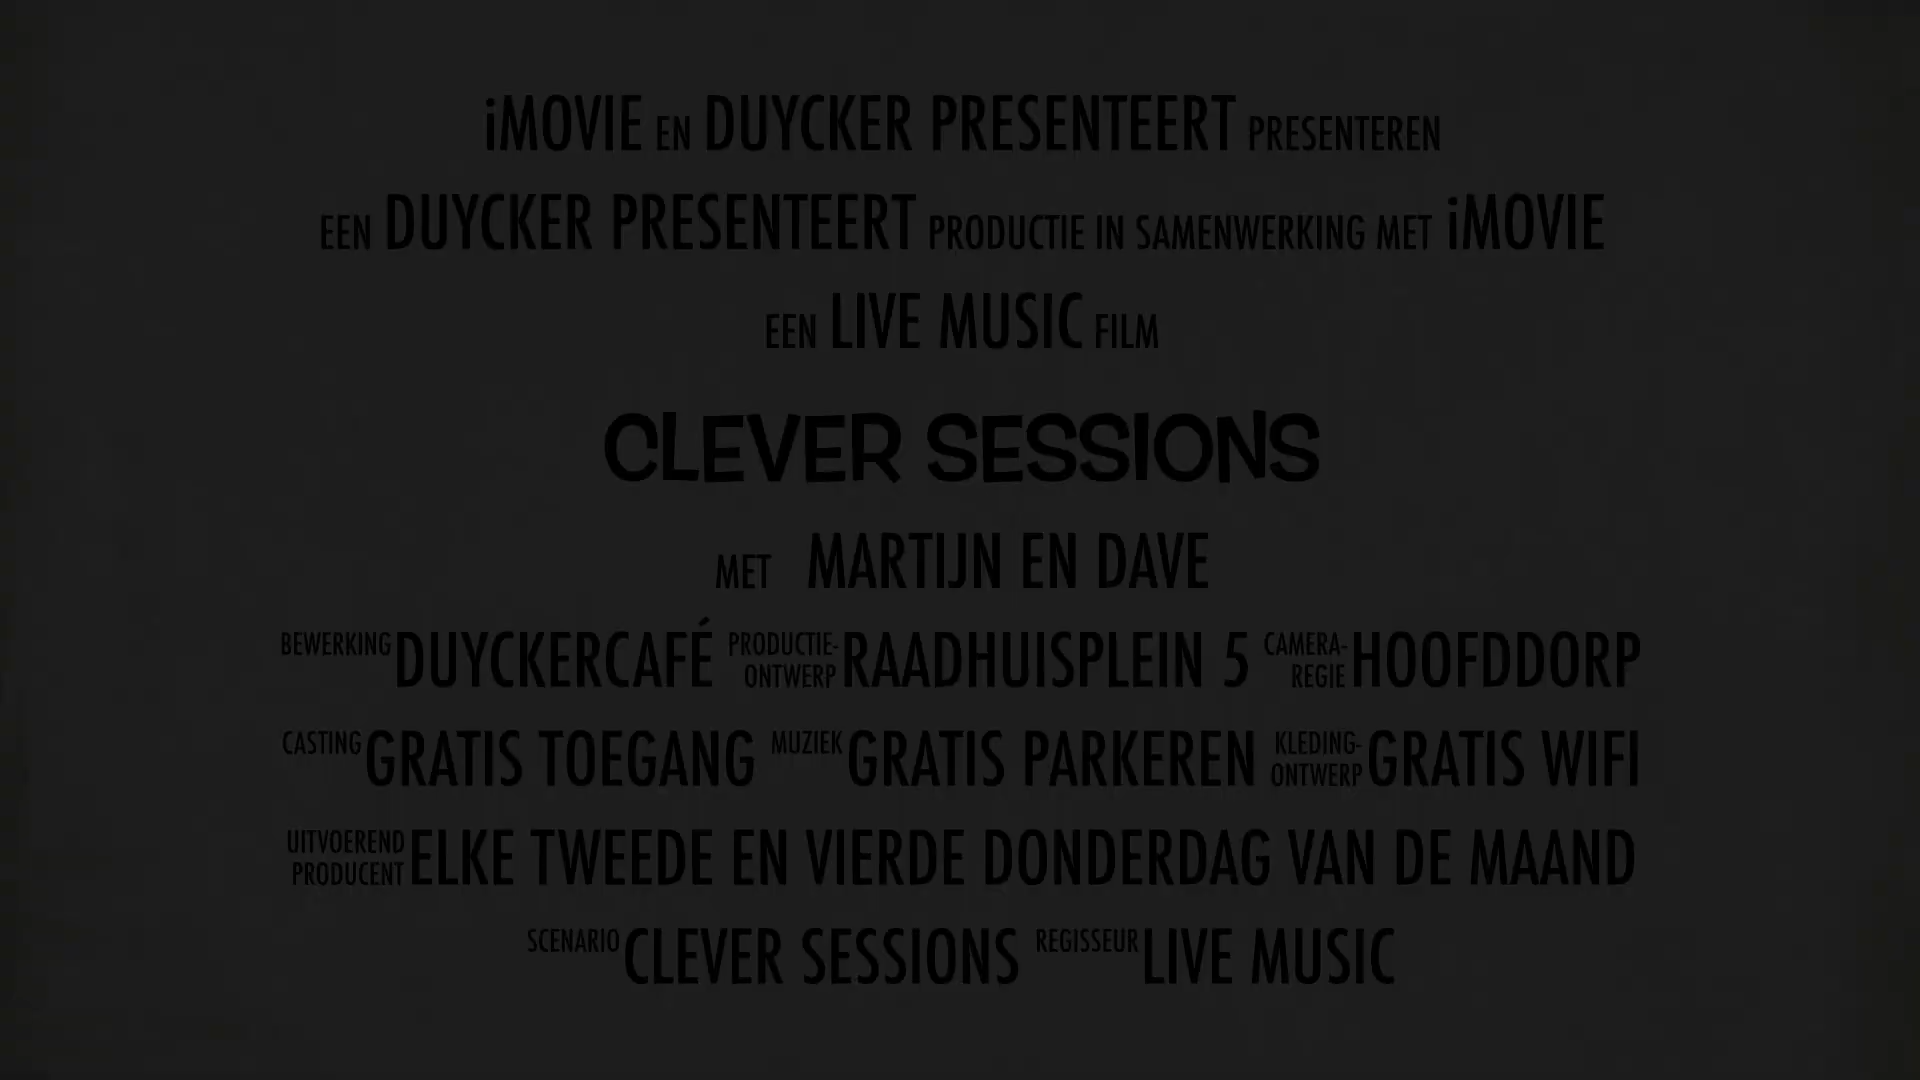 iMOVIE EN DUYCKER PRESENTEERT PRESENTEREN
EEN DUYCKER PRESENTEERT PRODUCTIE IN SAMENWERKING MET iMOVIE
EEN LIVE MUSIC FILM
CLEVER SESSIONS
MET MARTIJN EN DAVE
BEWERKING DUYCKERCAFÉ PRODUCTIE-ONTWERP RAADHUISPLEIN 5 CAMERA-REGIE HOOFDDORP
CASTING GRATIS TOEGANG MUZIEK GRATIS PARKEREN KLEDING-ONTWERP GRATIS WIFI
UITVOEREND PRODUCENT ELKE TWEEDE EN VIERDE DONDERDAG VAN DE MAAND
SCENARIO CLEVER SESSIONS REGISSEUR LIVE MUSIC